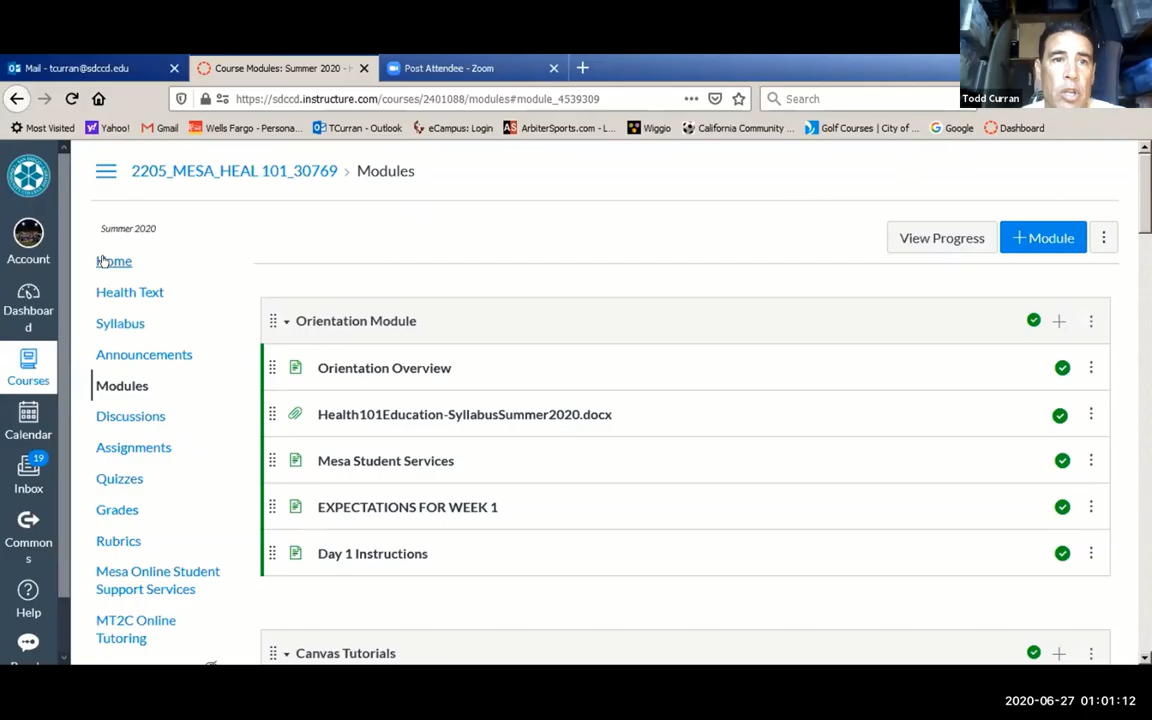 Todd Curran
Mail - tcurran@sdccd.edu
Course Modules: Summer 2020 -
Post Attendee - Zoom
https://sdccd.instructure.com/courses/2401088/modules#module_4539309
Search
Most Visited
Yahoo!
Gmail
Wells Fargo - Persona...
TCurran - Outlook
eCampus: Login
ArbiterSports.com - L...
Wiggio
California Community ...
Golf Courses | City of ...
Google
Dashboard
2205_MESA_HEAL 101_30769 > Modules
Account
Dashboar
d
Courses
Calendar
19
Inbox
Common
s
Help
Summer 2020
Home
Health Text
Syllabus
Announcements
Modules
Discussions
Assignments
Quizzes
Grades
Rubrics
Mesa Online Student
Support Services
MT2C Online
Tutoring
View Progress
+ Module
Orientation Module
Orientation Overview
Health101Education-SyllabusSummer2020.docx
Mesa Student Services
EXPECTATIONS FOR WEEK 1
Day 1 Instructions
Canvas Tutorials
2020-06-27 01:01:12